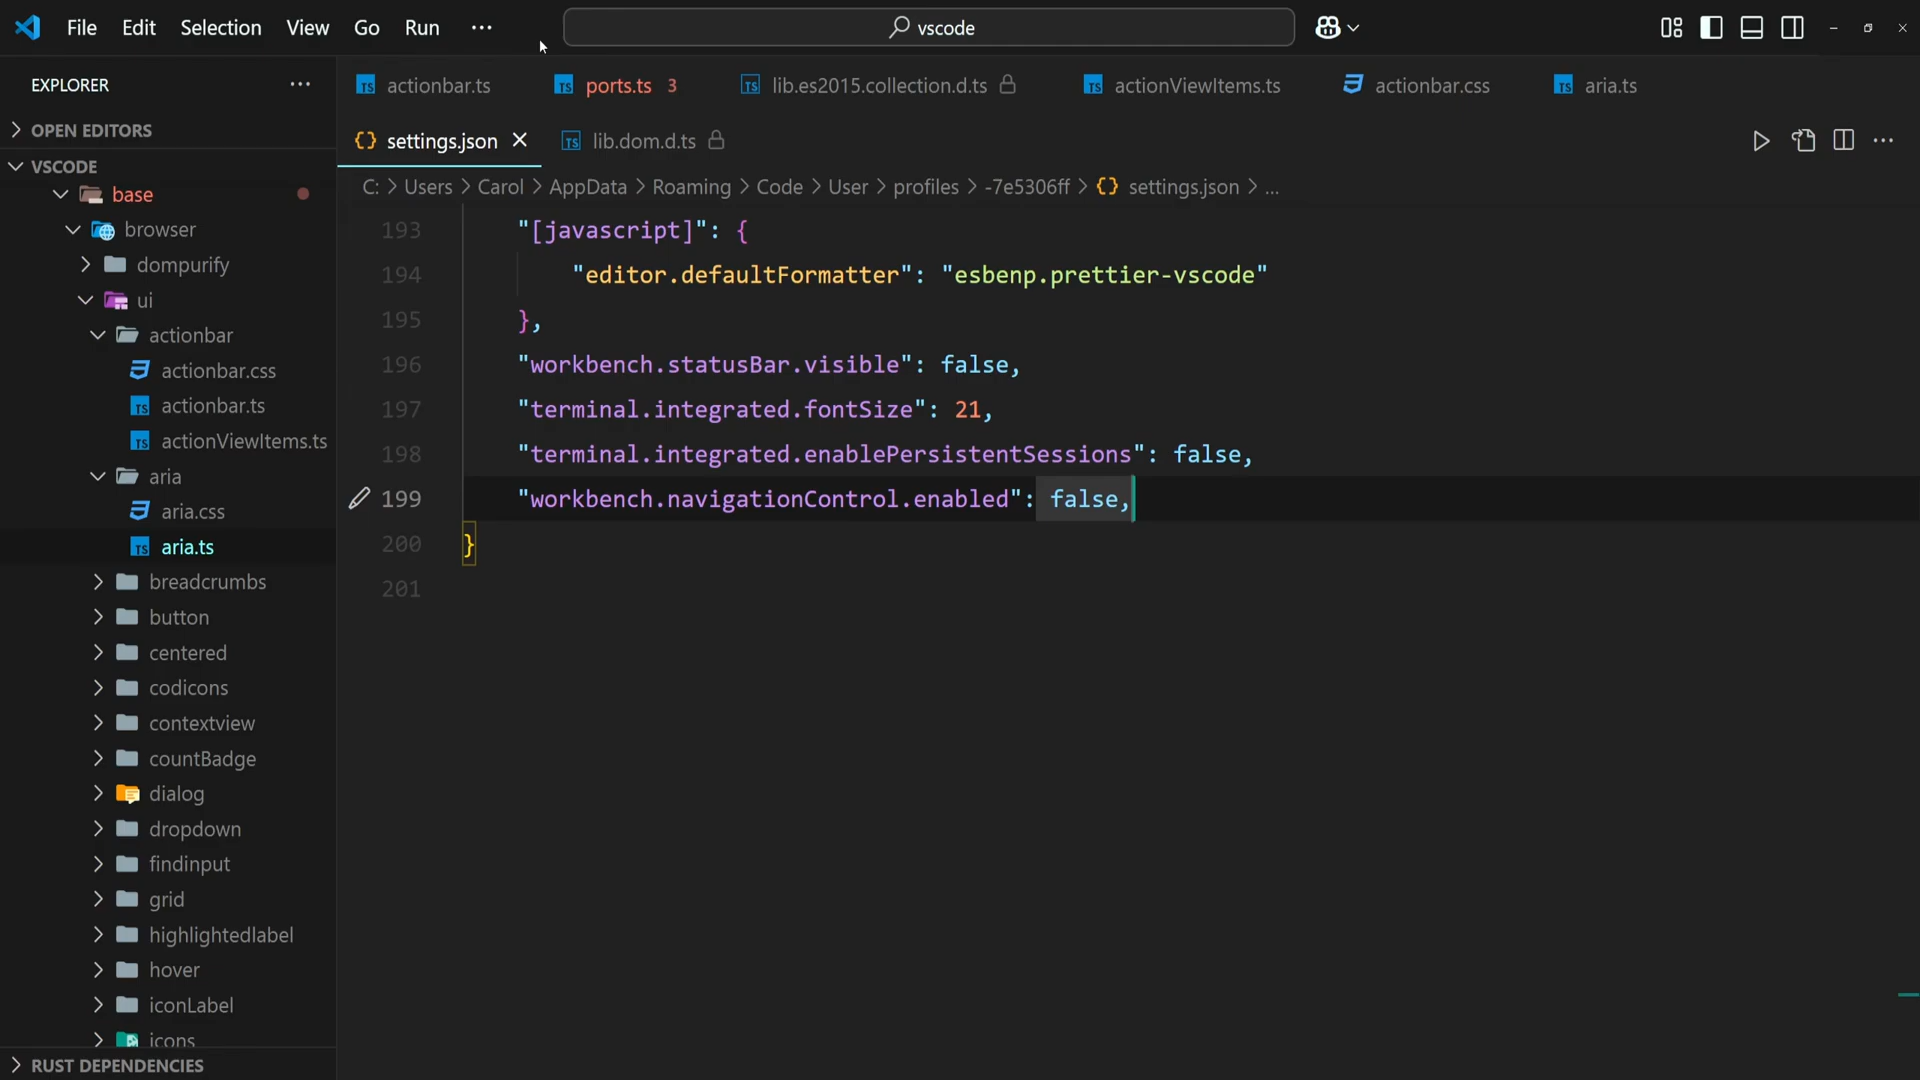 File Edit Selection View Go Run ··· vscode
EXPLORER ···
OPEN EDITORS
VSCODE
base
browser
dompurify
ui
actionbar
actionbar.css
actionbar.ts
actionViewItems.ts
aria
aria.css
aria.ts
breadcrumbs
button
centered
codicons
contextview
countBadge
dialog
dropdown
findinput
grid
highlightedlabel
hover
iconLabel
icons
RUST DEPENDENCIES
actionbar.ts ports.ts 3 lib.es2015.collection.d.ts actionViewItems.ts actionbar.css aria.ts
{} settings.json lib.dom.d.ts ···
C: > Users > Carol > AppData > Roaming > Code > User > profiles > -7e5306ff > {} settings.json > ...
193 "[javascript]": {
194 "editor.defaultFormatter": "esbenp.prettier-vscode"
195 },
196 "workbench.statusBar.visible": false,
197 "terminal.integrated.fontSize": 21,
198 "terminal.integrated.enablePersistentSessions": false,
199 "workbench.navigationControl.enabled": false,
200 }
201